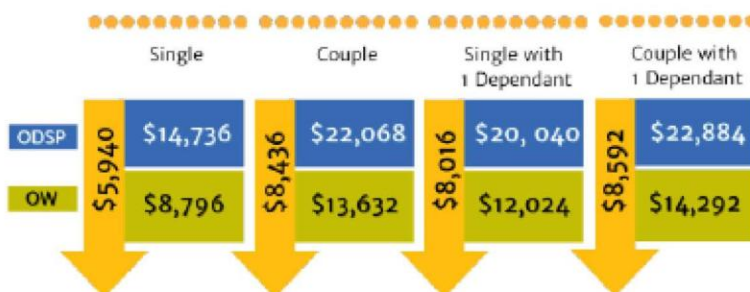 Single Couple Single with Couple with
1 Dependant 1 Dependant
ODSP $5,940 $14,736 $8,436 $22,068 $8,016 $20, 040 $8,592 $22,884
OW $8,796 $13,632 $12,024 $14,292